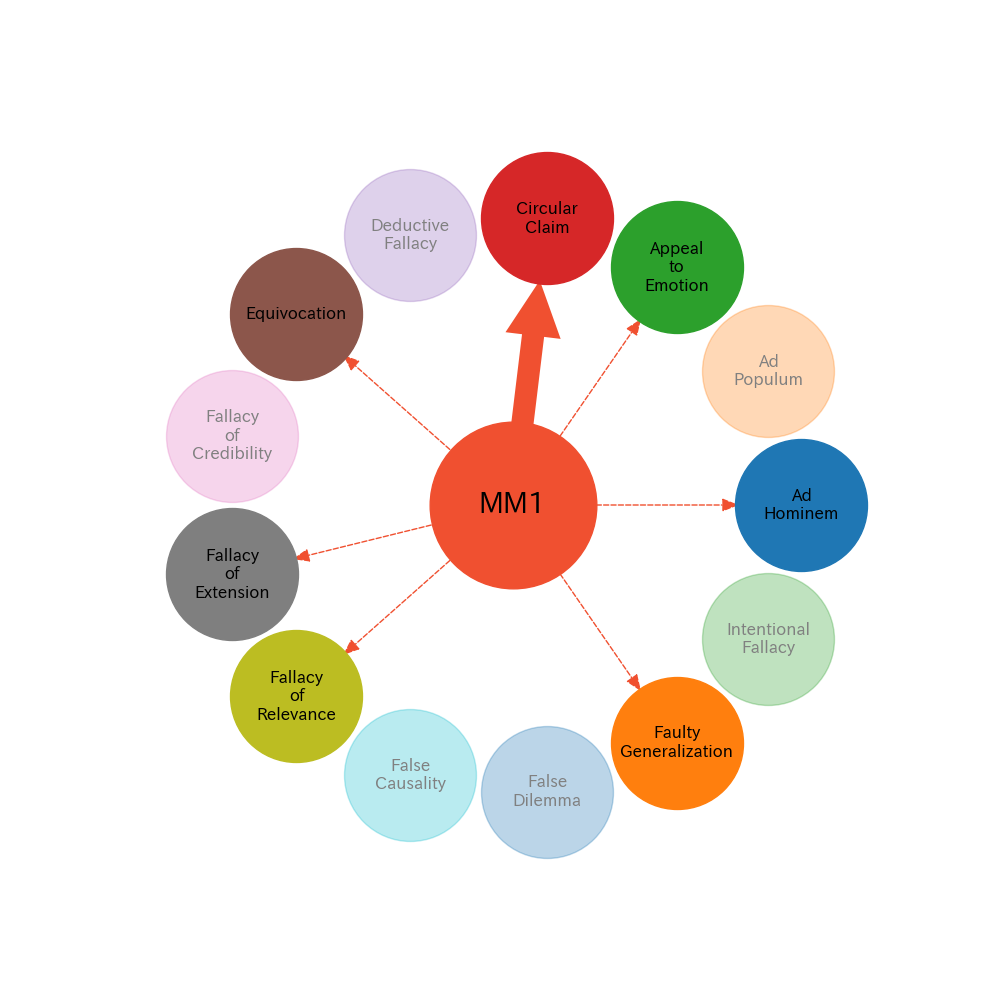 Circular
Claim
Deductive
Fallacy
Appeal
to
Emotion
Equivocation
Ad
Populum
Fallacy
of
Credibility
MM1
Ad
Hominem
Fallacy
of
Extension
Intentional
Fallacy
Fallacy
of
Relevance
Faulty
Generalization
False
Causality
False
Dilemma